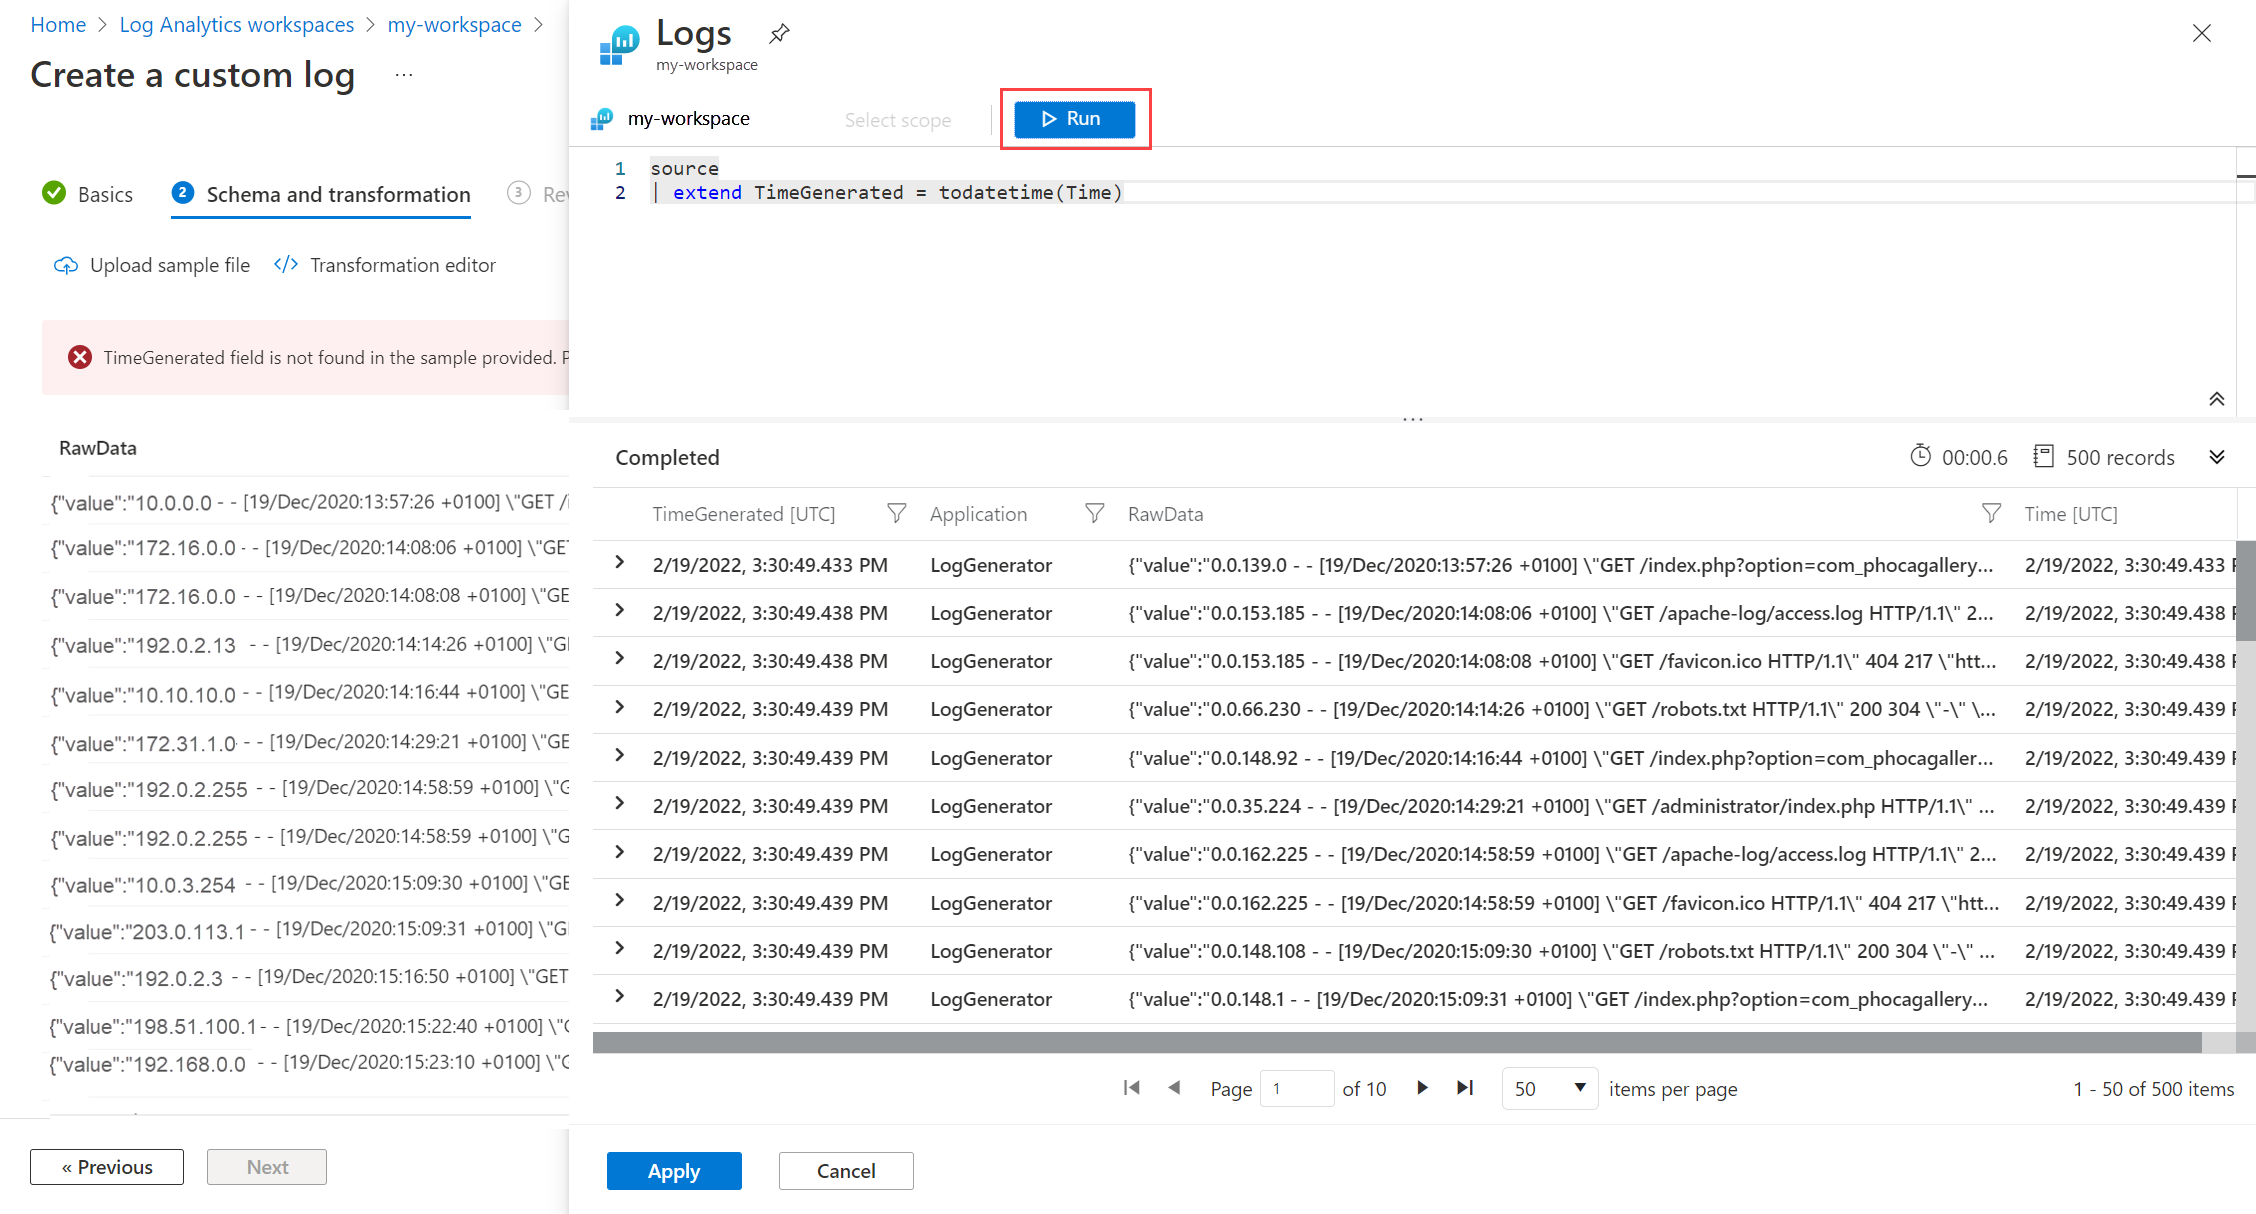 Home > Log Analytics workspaces > my-workspace >
Create a custom log ...
Basics
2 Schema and transformation
3
Upload sample file
</> Transformation editor
TimeGenerated field is not found in the sample provided.
RawData
{"value":"10.0.0.0 - - [19/Dec/2020:13:57:26 +0100] \"GET /
{"value":"172.16.0.0 - - [19/Dec/2020:14:08:06 +0100] \"GET
{"value":"172.16.0.0 - - [19/Dec/2020:14:08:08 +0100] \"GE
{"value":"192.0.2.13 - - [19/Dec/2020:14:14:26 +0100] \"G
{"value":"10.10.10.0 - - [19/Dec/2020:14:16:44 +0100] \"GE
{"value":"172.31.1.0 - - [19/Dec/2020:14:29:21 +0100] \"GE
{"value":"192.0.2.255 - - [19/Dec/2020:14:58:59 +0100] \"G
{"value":"192.0.2.255 - - [19/Dec/2020:14:58:59 +0100] \"G
{"value":"10.0.3.254 - - [19/Dec/2020:15:09:30 +0100] \"GE
{"value":"203.0.113.1 - - [19/Dec/2020:15:09:31 +0100] \"G
{"value":"192.0.2.3 - - [19/Dec/2020:15:16:50 +0100] \"GET
{"value":"198.51.100.1 - - [19/Dec/2020:15:22:40 +0100] \"G
{"value":"192.168.0.0 - - [19/Dec/2020:15:23:10 +0100] \"G
« Previous
Next
Logs
my-workspace
my-workspace
Select scope
Run
1 source
2 | extend TimeGenerated = todatetime(Time)
...
Completed
00:00.6
500 records
TimeGenerated [UTC] Application RawData Time [UTC]
2/19/2022, 3:30:49.433 PM LogGenerator {"value":"0.0.139.0 - - [19/Dec/2020:13:57:26 +0100] \"GET /index.php?option=com_phocagallery... 2/19/2022, 3:30:49.433
2/19/2022, 3:30:49.438 PM LogGenerator {"value":"0.0.153.185 - - [19/Dec/2020:14:08:06 +0100] \"GET /apache-log/access.log HTTP/1.1\" 2... 2/19/2022, 3:30:49.438
2/19/2022, 3:30:49.438 PM LogGenerator {"value":"0.0.153.185 - - [19/Dec/2020:14:08:08 +0100] \"GET /favicon.ico HTTP/1.1\" 404 217 \"htt... 2/19/2022, 3:30:49.438
2/19/2022, 3:30:49.439 PM LogGenerator {"value":"0.0.66.230 - - [19/Dec/2020:14:14:26 +0100] \"GET /robots.txt HTTP/1.1\" 200 304 \"-\" \... 2/19/2022, 3:30:49.439
2/19/2022, 3:30:49.439 PM LogGenerator {"value":"0.0.148.92 - - [19/Dec/2020:14:16:44 +0100] \"GET /index.php?option=com_phocagaller... 2/19/2022, 3:30:49.439
2/19/2022, 3:30:49.439 PM LogGenerator {"value":"0.0.35.224 - - [19/Dec/2020:14:29:21 +0100] \"GET /administrator/index.php HTTP/1.1\" ... 2/19/2022, 3:30:49.439
2/19/2022, 3:30:49.439 PM LogGenerator {"value":"0.0.162.225 - - [19/Dec/2020:14:58:59 +0100] \"GET /apache-log/access.log HTTP/1.1\" 2... 2/19/2022, 3:30:49.439
2/19/2022, 3:30:49.439 PM LogGenerator {"value":"0.0.162.225 - - [19/Dec/2020:14:58:59 +0100] \"GET /favicon.ico HTTP/1.1\" 404 217 \"htt... 2/19/2022, 3:30:49.439
2/19/2022, 3:30:49.439 PM LogGenerator {"value":"0.0.148.108 - - [19/Dec/2020:15:09:30 +0100] \"GET /robots.txt HTTP/1.1\" 200 304 \"-\" ... 2/19/2022, 3:30:49.439
2/19/2022, 3:30:49.439 PM LogGenerator {"value":"0.0.148.1 - - [19/Dec/2020:15:09:31 +0100] \"GET /index.php?option=com_phocagallery... 2/19/2022, 3:30:49.439
Page 1 of 10
50 items per page
1 - 50 of 500 items
Apply
Cancel